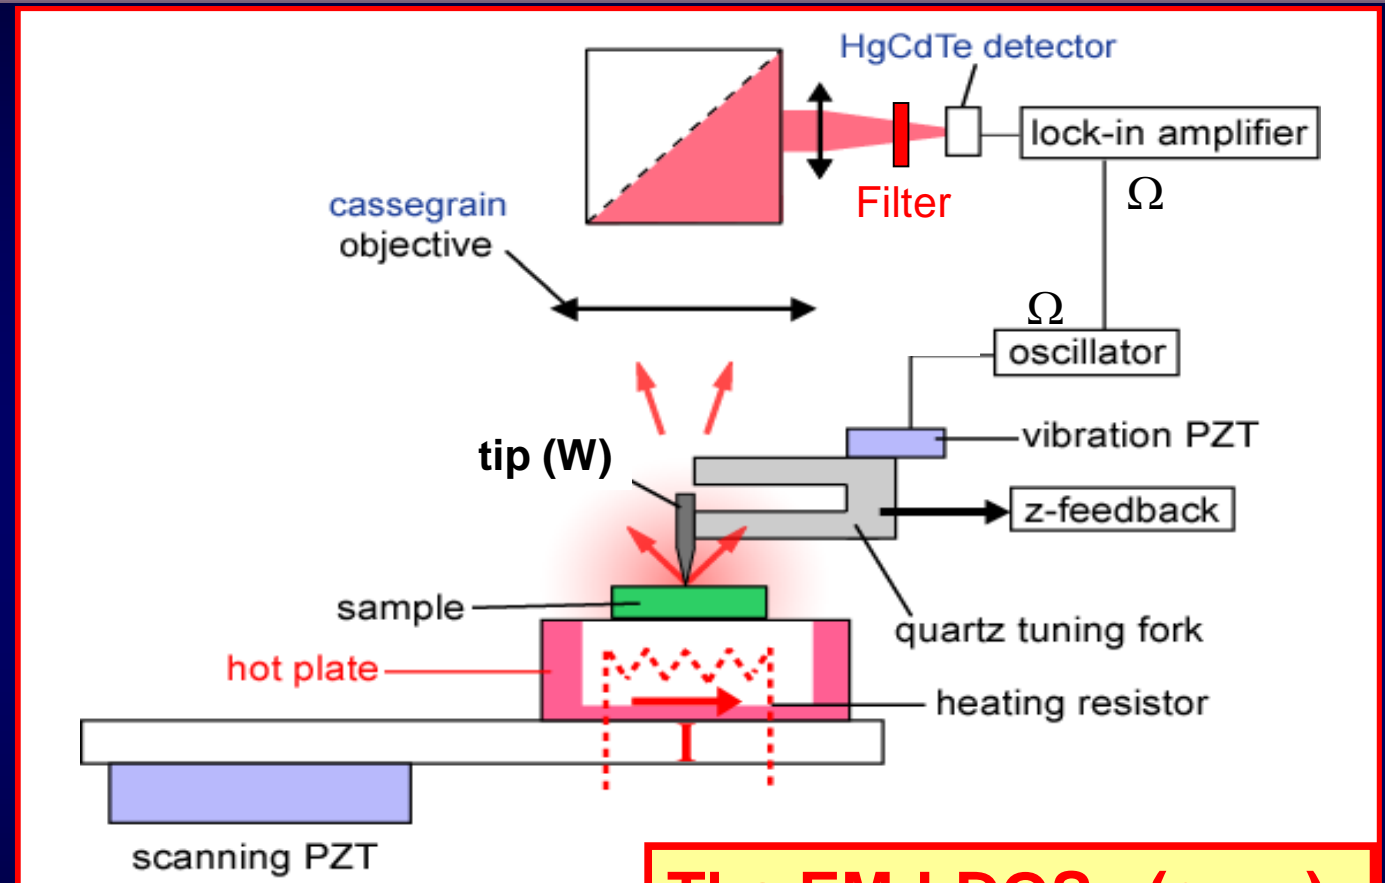 HgCdTe detector
lock-in amplifier
Filter
Ω
cassegrain
objective
Ω
oscillator
vibration PZT
tip (W)
z-feedback
sample
quartz tuning fork
hot plate
heating resistor
I
scanning PZT